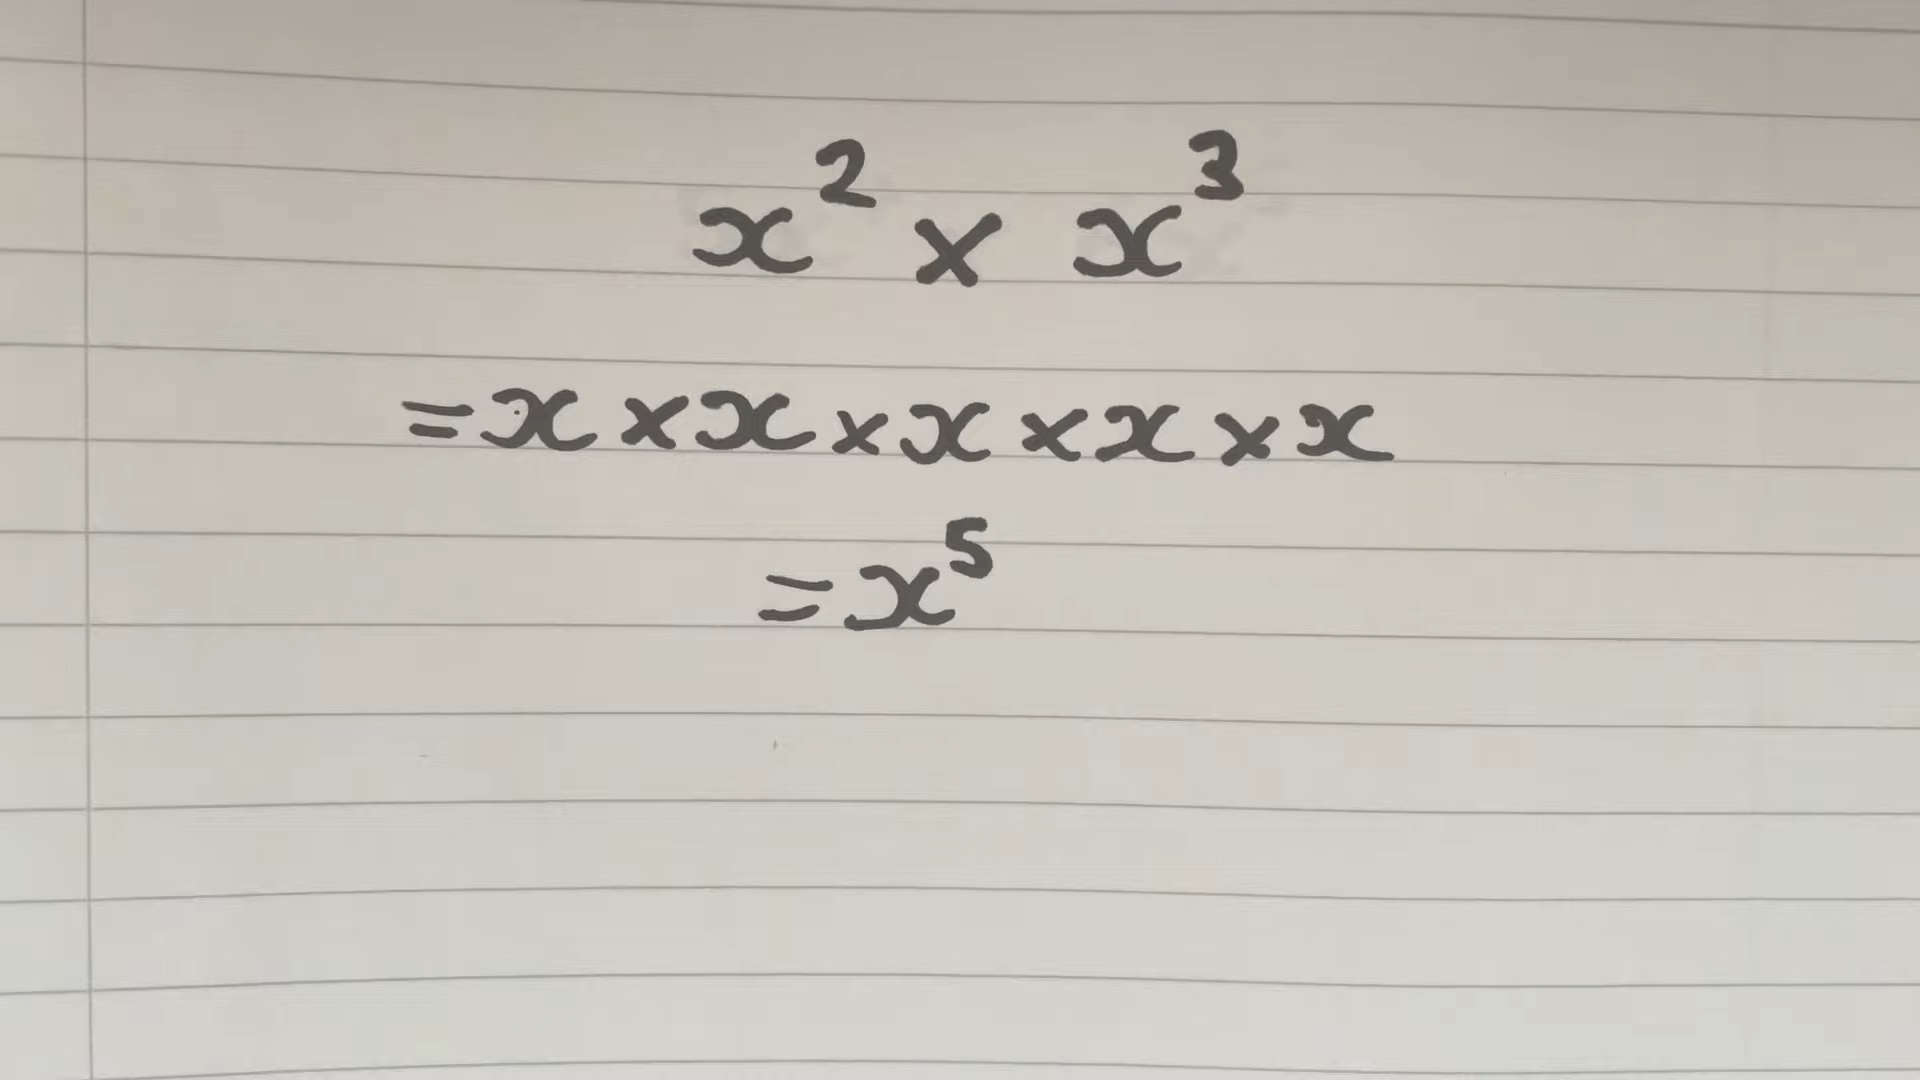 x² × x³
= x × x × x × x × x
= x⁵